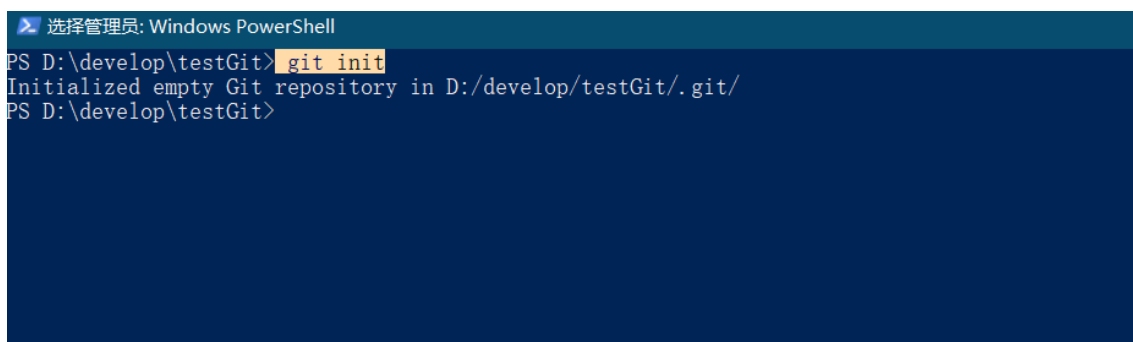 选择管理员: Windows PowerShell
PS D:\develop\testGit> git init
Initialized empty Git repository in D:/develop/testGit/.git/
PS D:\develop\testGit>